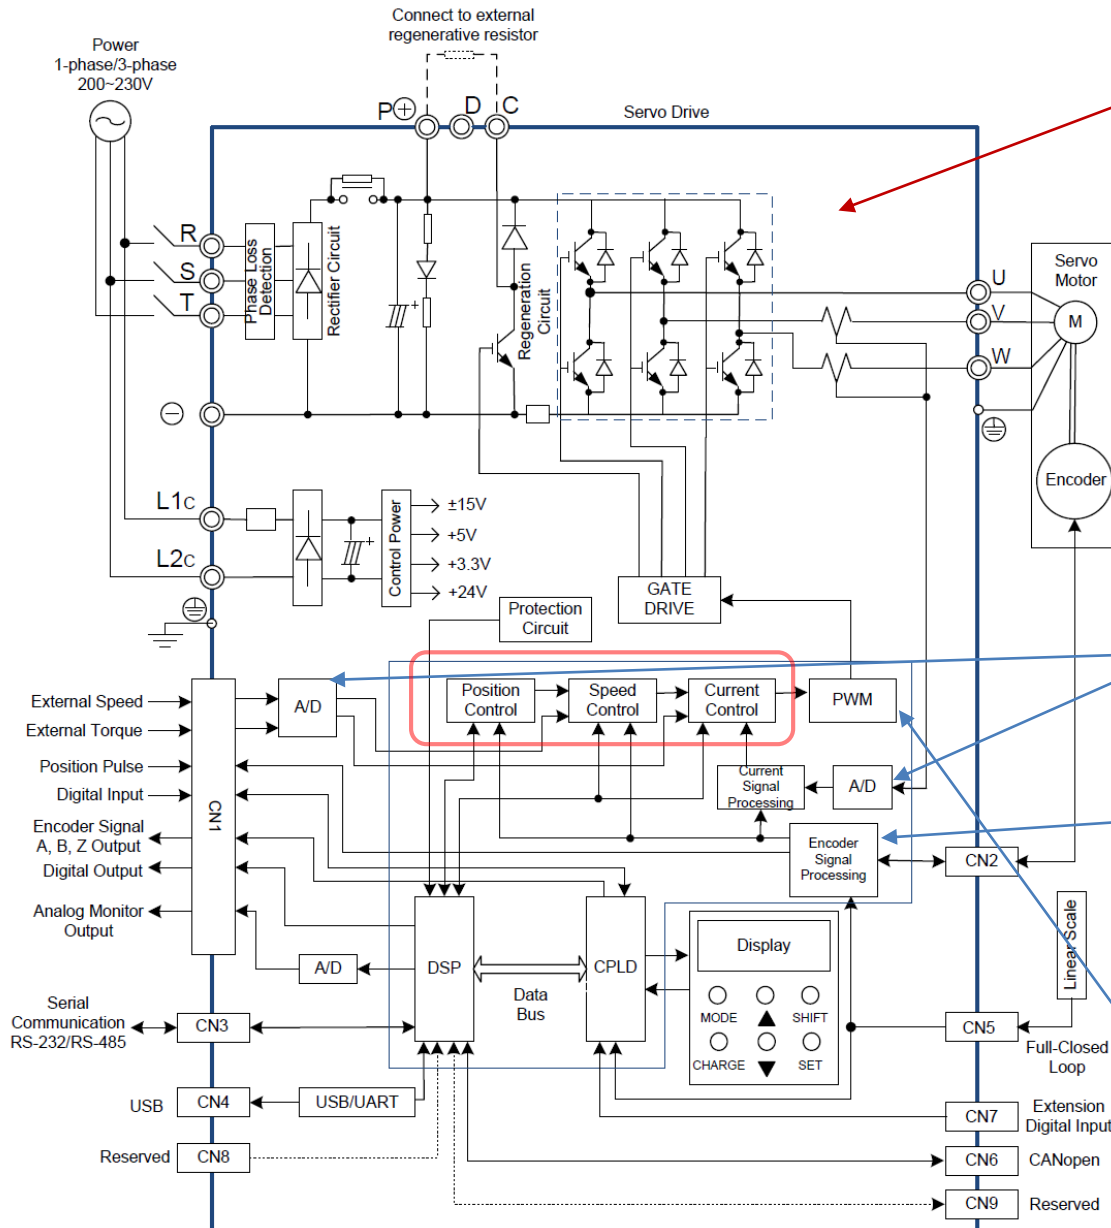 Connect to external
regenerative resistor
Power
1-phase/3-phase
200~230V
P⊕
D
C
Servo Drive
R
S
T
Phase Loss
Detection
Rectifier Circuit
Regeneration
Circuit
+
U
V
W
Servo
Motor
M
Encoder
⊖
L1c
L2c
+
Control Power
±15V
+5V
+3.3V
+24V
GATE
DRIVE
Protection
Circuit
External Speed
External Torque
Position Pulse
Digital Input
Encoder Signal
A, B, Z Output
Digital Output
Analog Monitor
Output
CN1
A/D
Position
Control
Speed
Control
Current
Control
PWM
Current
Signal
Processing
A/D
Encoder
Signal
Processing
CN2
A/D
DSP
Data
Bus
CPLD
Display
MODE
▲
SHIFT
CHARGE
▼
SET
Linear Scale
Serial
Communication
RS-232/RS-485
CN3
CN5
Full-Closed
Loop
USB
CN4
USB/UART
CN7
Extension
Digital Input
Reserved
CN8
CN6
CANopen
CN9
Reserved